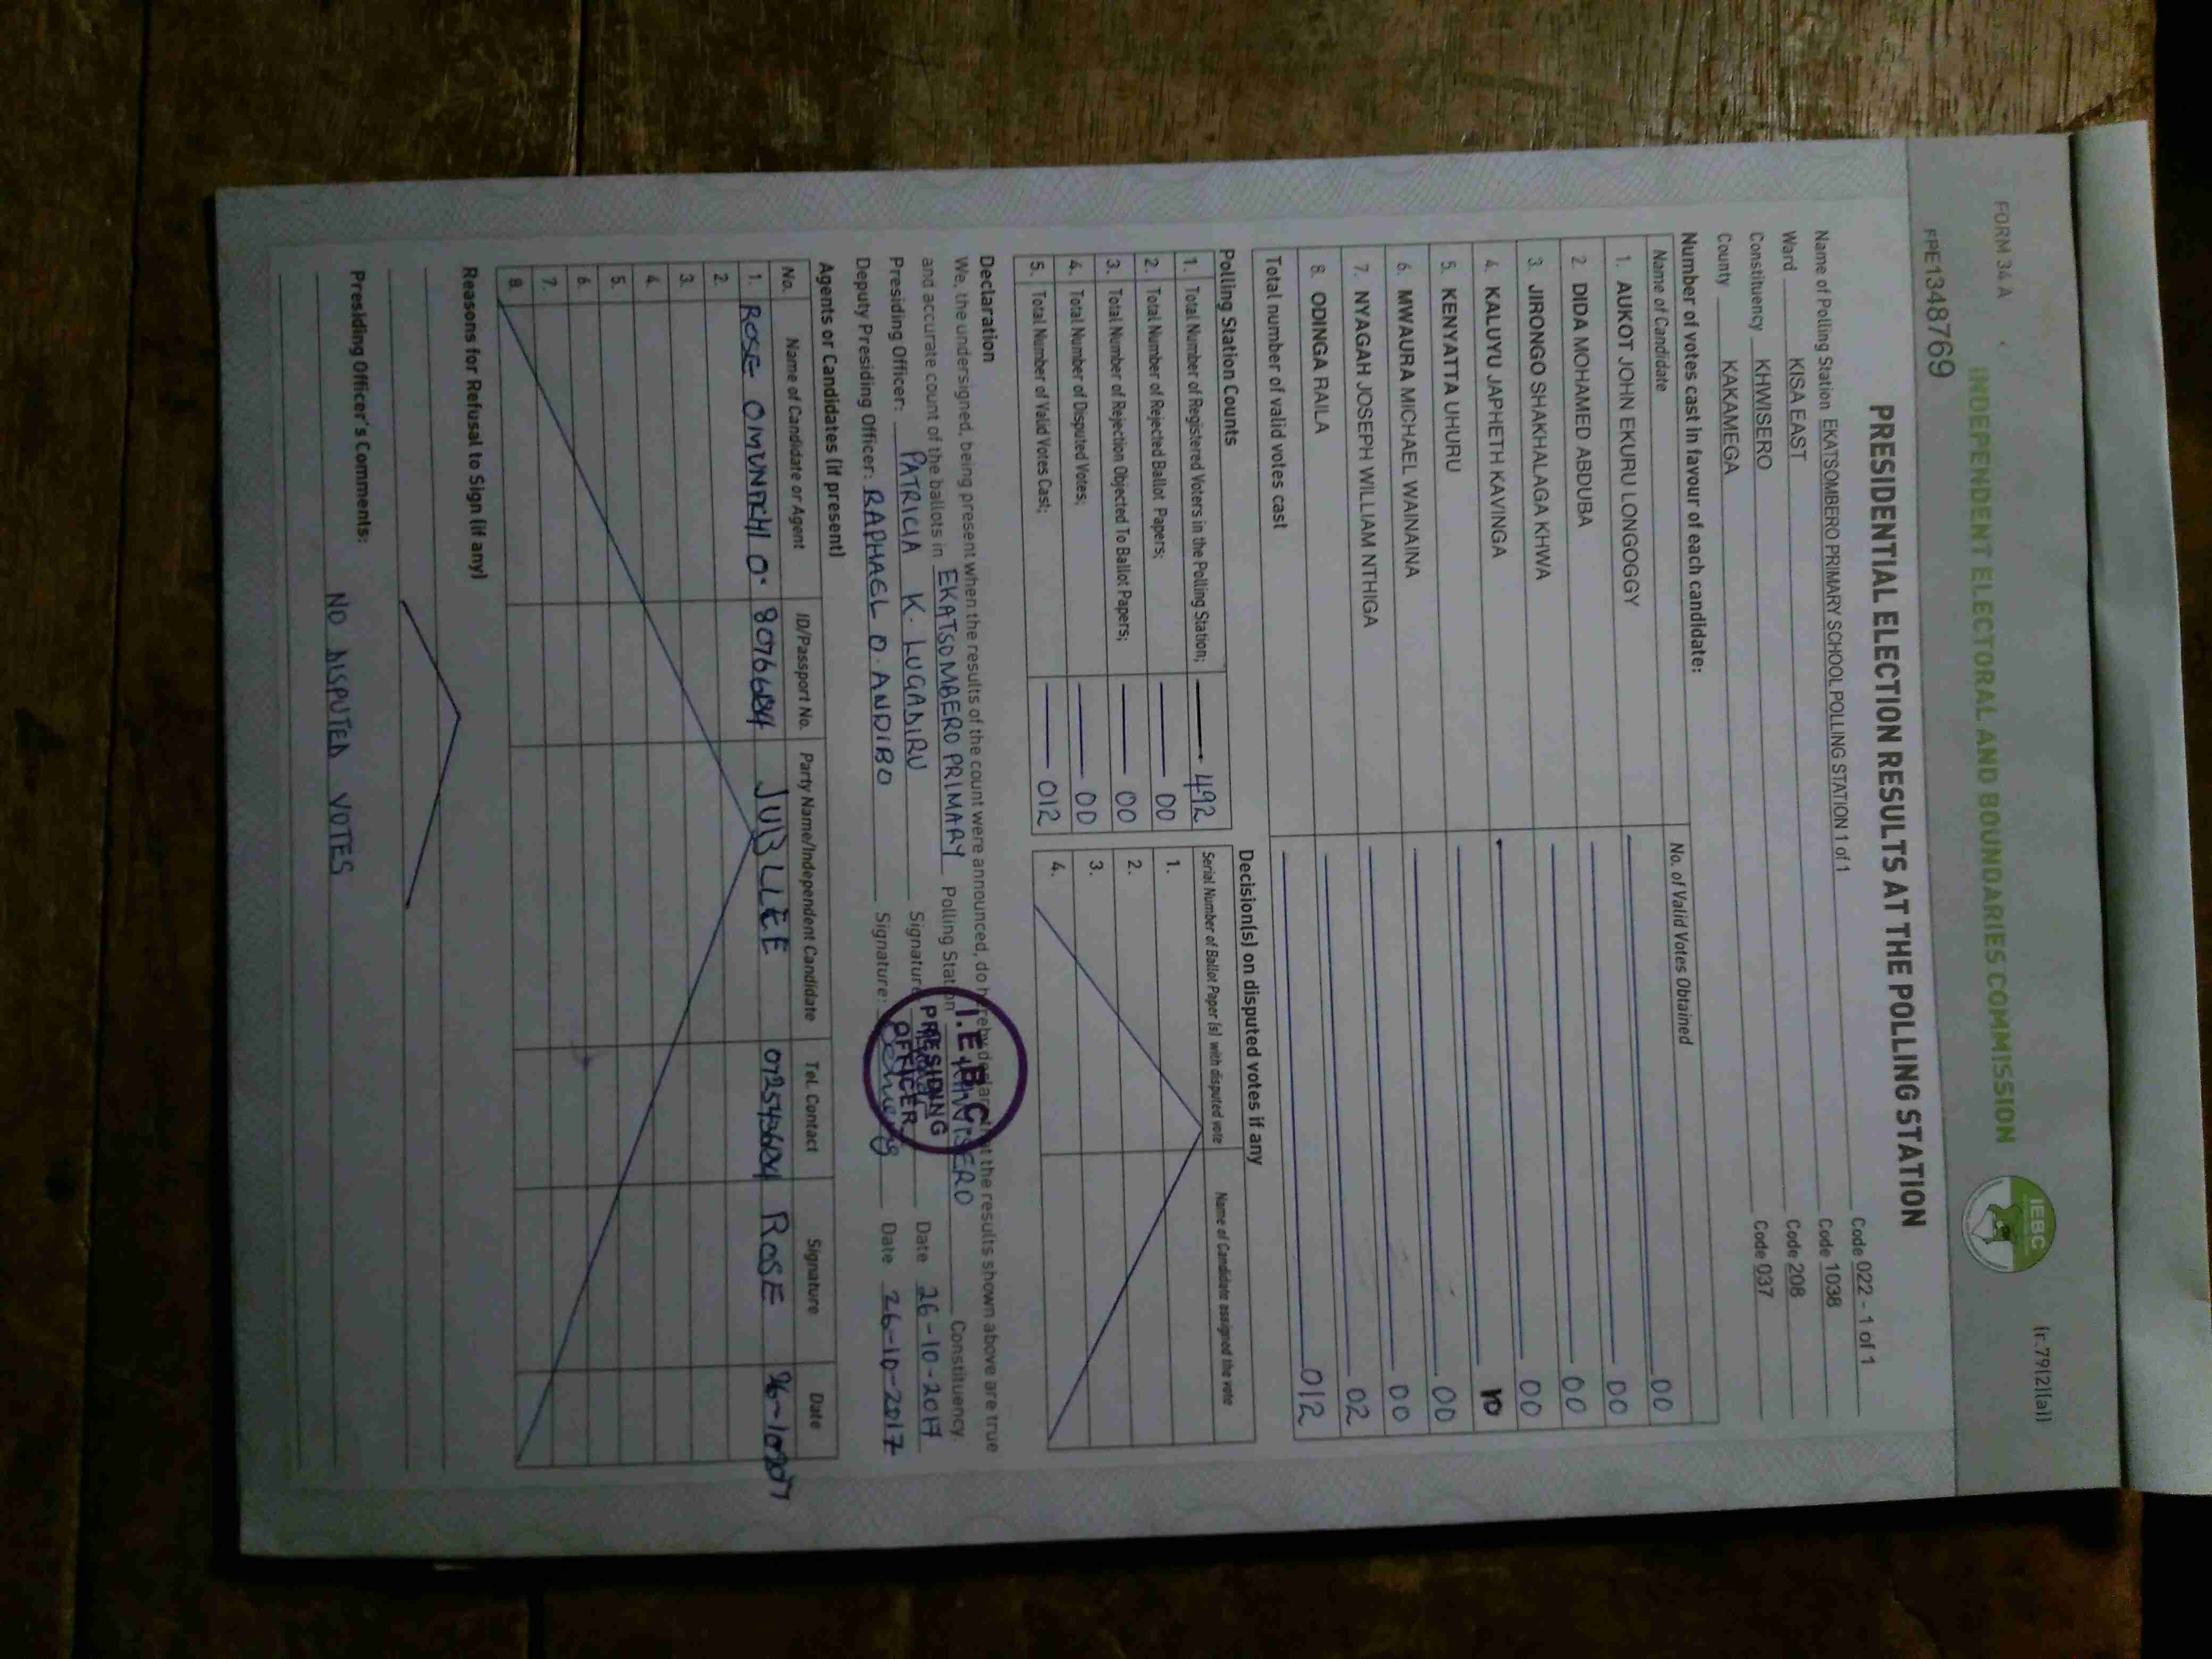 FORM 34 A
(r.79(2)(a))
INDEPENDENT ELECTORAL AND BOUNDARIES COMMISSION
IEBC
FPE1348769
PRESIDENTIAL ELECTION RESULTS AT THE POLLING STATION
Name of Polling Station EKATSOMBERO PRIMARY SCHOOL POLLING STATION 1 of 1 Code 022 - 1 of 1
Ward KISA EAST Code 1038
Constituency KHWISERO Code 208
County KAKAMEGA Code 037
Number of votes cast in favour of each candidate:
Name of Candidate No. of Valid Votes Obtained
1. AUKOT JOHN EKURU LONGOGGY 00
2. DIDA MOHAMED ABDUBA 00
3. JIRONGO SHAKHALAGA KHWA 00
4. KALUYU JAPHETH KAVINGA 00
5. KENYATTA UHURU 10
6. MWAURA MICHAEL WAINAINA 00
7. NYAGAH JOSEPH WILLIAM NTHIGA 00
8. ODINGA RAILA 02
Total number of valid votes cast 012
Polling Station Counts
1. Total Number of Registered Voters in the Polling Station; 492
2. Total Number of Rejected Ballot Papers; 00
3. Total Number of Rejection Objected To Ballot Papers; 00
4. Total Number of Disputed Votes; 00
5. Total Number of Valid Votes Cast; 012
Decision(s) on disputed votes if any
Serial Number of Ballot Paper (s) with disputed vote Name of Candidate assigned the vote
1.
2.
3.
4.
Declaration
We, the undersigned, being present when the results of the count were announced, do hereby declare that the results shown above are true
and accurate count of the ballots in EKATSOMBERO PRIMARY Polling Station KHWISERO Constituency.
Presiding Officer: PATRICIA K. LUGADIRU Signature Date 26-10-2017
Deputy Presiding Officer: RAPHAEL O. ANDIBO Signature: Date 26-10-2017
I.E.B.C
PRESIDING
OFFICER
Agents or Candidates (if present)
No. Name of Candidate or Agent ID/Passport No. Party Name/Independent Candidate Tel. Contact Signature Date
1. ROSE O. JUBLLEE ROSE
2.
3.
4.
5.
6.
7.
8.
Reasons for Refusal to Sign (if any)
Presiding Officer's Comments:
NO DISPUTED VOTES